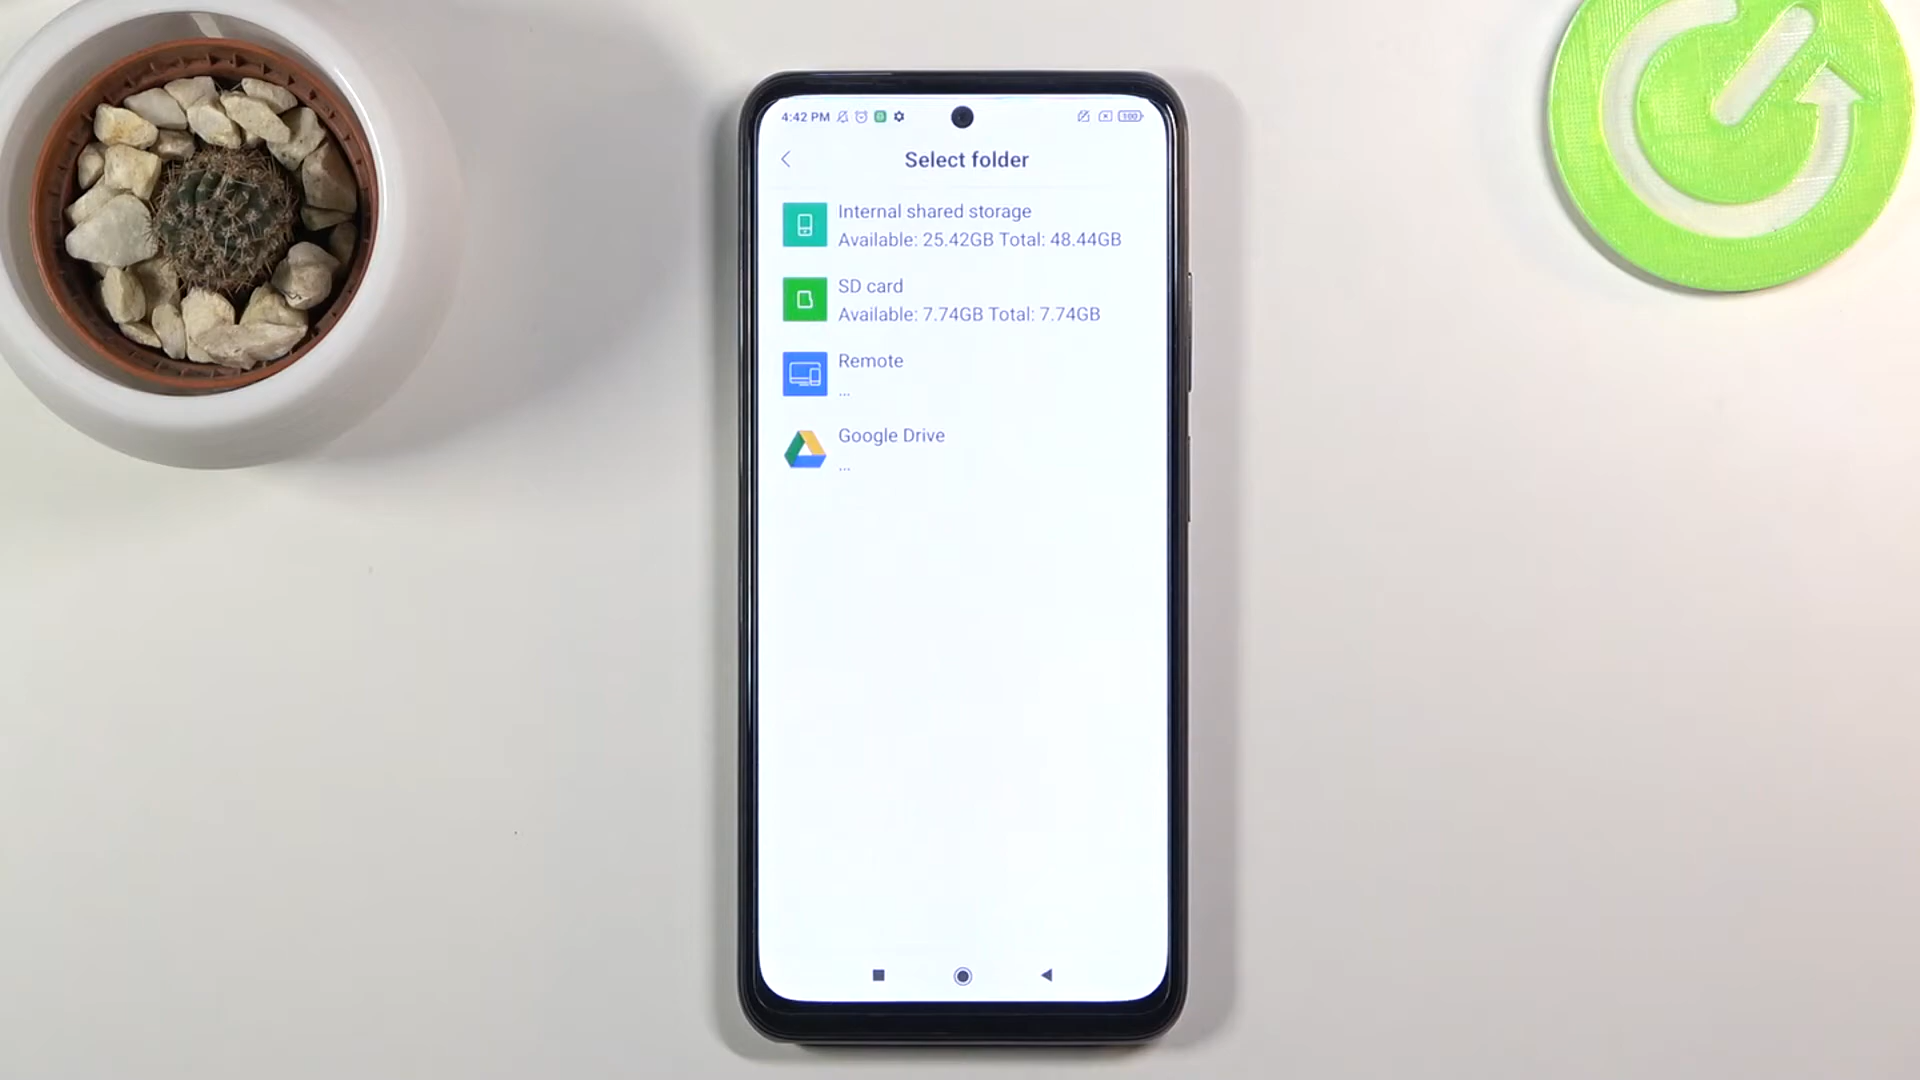 4:42 PM
100
Select folder
Internal shared storage
Available: 25.42GB Total: 48.44GB
SD card
Available: 7.74GB Total: 7.74GB
Remote
...
Google Drive
...